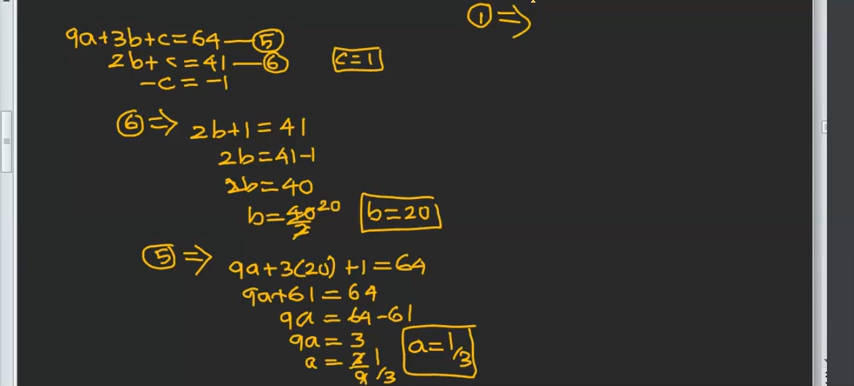 ① ⇒
9a+3b+c=64—⑤
2b+c=41—⑥
-c=-1
c=1
⑥ ⇒ 2b+1=41
2b=41-1
2b=40
b=40/2 20
b=20
⑤ ⇒ 9a+3(20)+1=64
9a+61=64
9a=64-61
9a=3
a=3/9 1/3
a=1/3